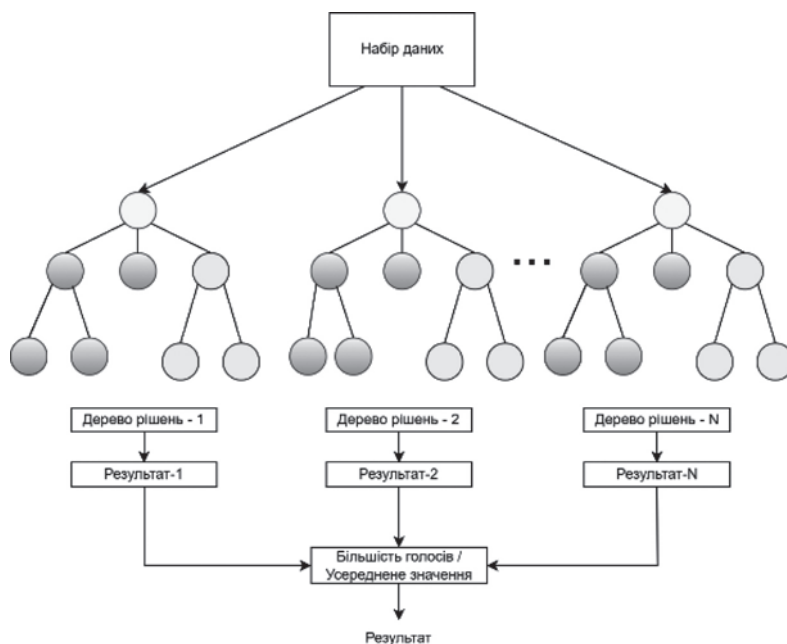 Набір даних
...
Дерево рішень - 1
Дерево рішень - 2
Дерево рішень - N
Результат-1
Результат-2
Результат-N
Більшість голосів /
Усереднене значення
Результат